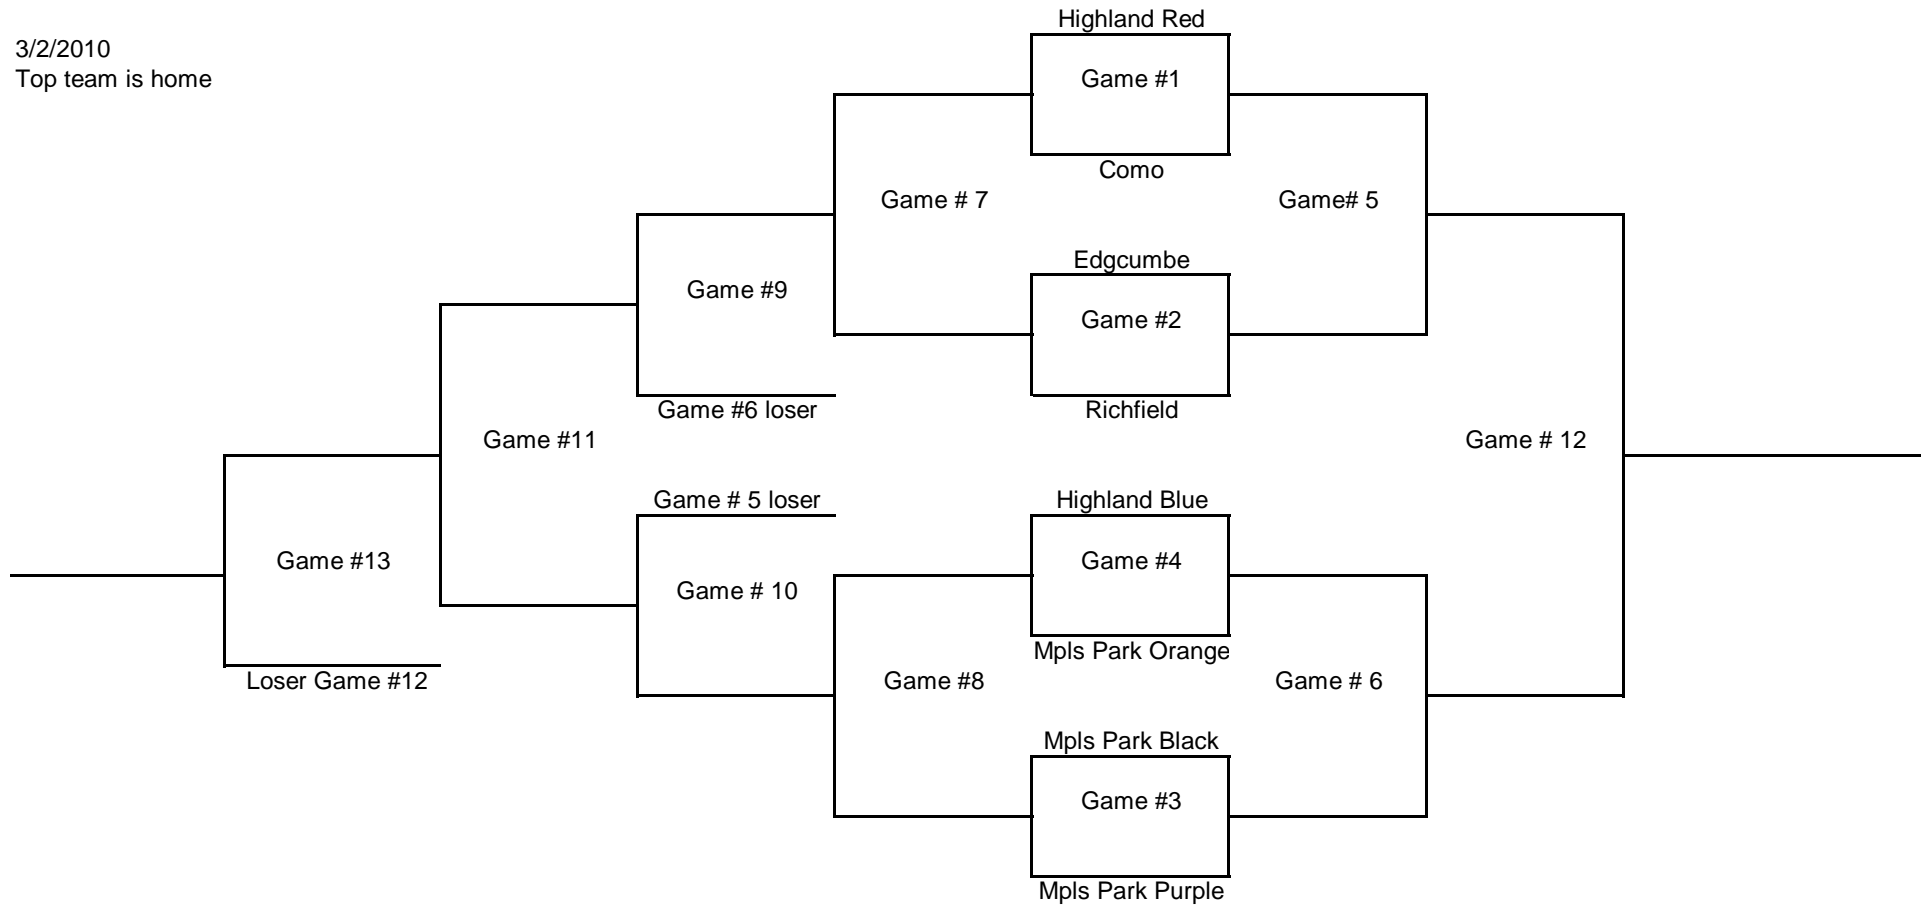 Highland Red
3/2/2010
Top team is home
Game #1
Como
Game # 7
Game# 5
Edgcumbe
Game #9
Game #2
Game #6 loser
Richfield
Game #11
Game # 12
Game # 5 loser
Highland Blue
Game #13
Game #4
Game # 10
Mpls Park Orange
Loser Game #12
Game #8
Game # 6
Mpls Park Black
Game #3
Mpls Park Purple